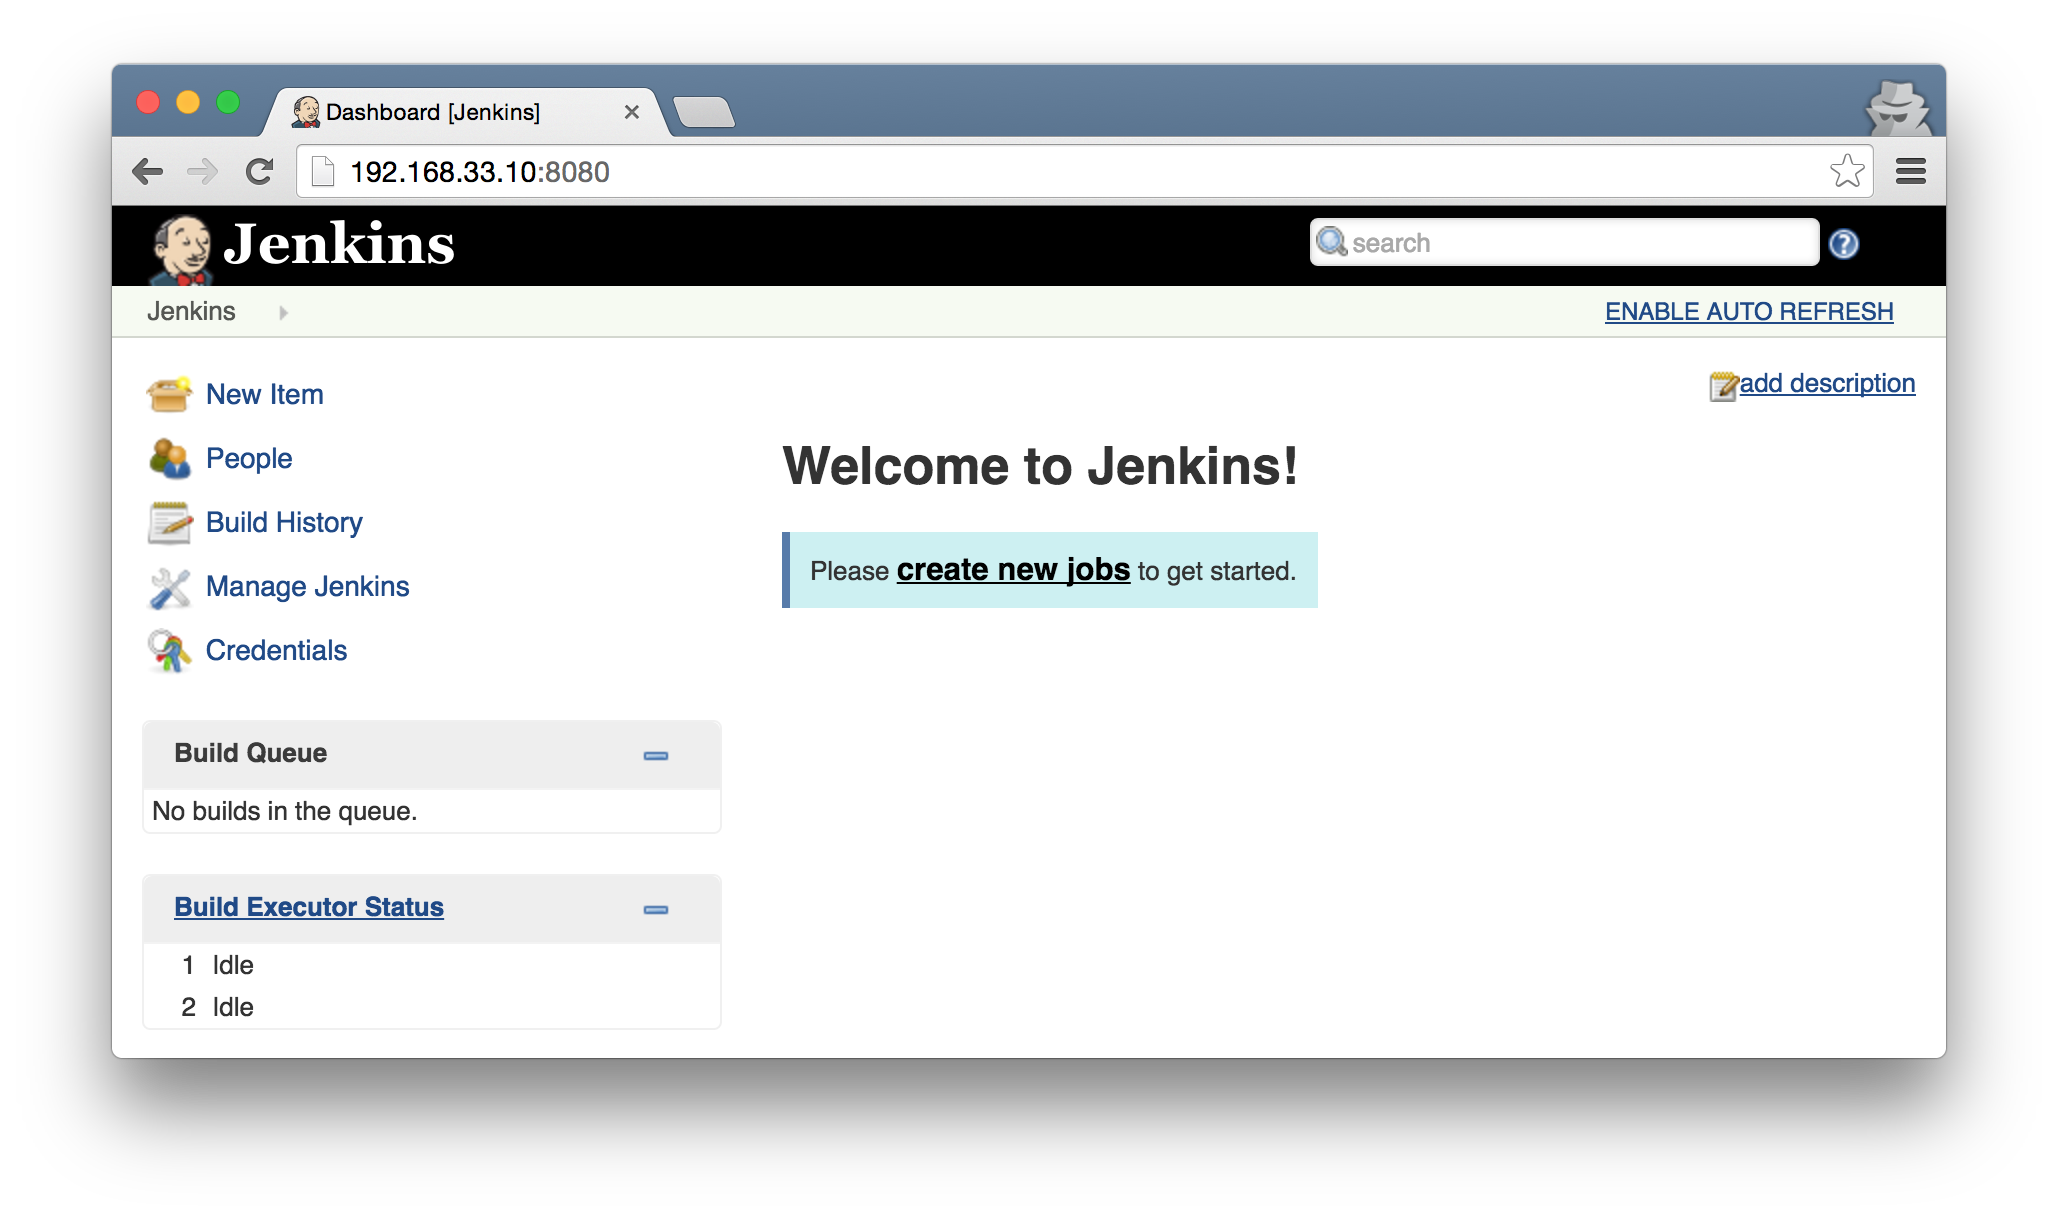 Dashboard [Jenkins]
192.168.33.10:8080
Jenkins
search
Jenkins
ENABLE AUTO REFRESH
New Item
add description
People
Build History
Manage Jenkins
Credentials
Welcome to Jenkins!
Please create new jobs to get started.
Build Queue
No builds in the queue.
Build Executor Status
1 Idle
2 Idle